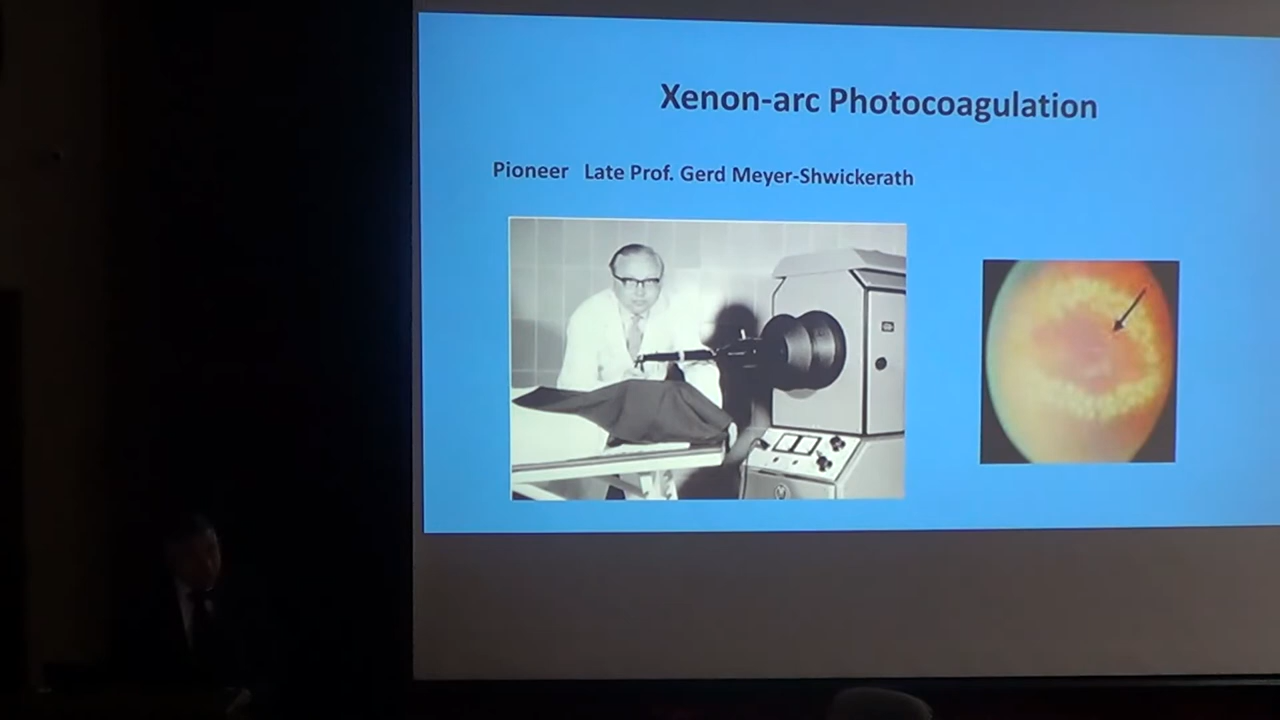 Xenon-arc Photocoagulation
Pioneer Late Prof. Gerd Meyer-Shwickerath